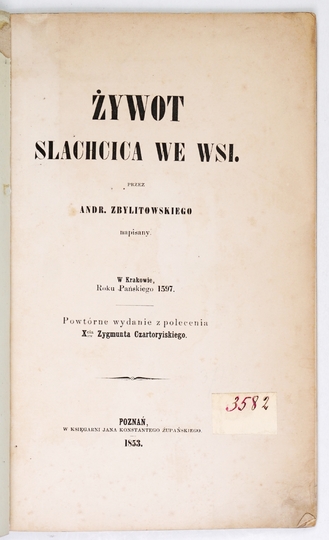 ŻYWOT
SLACHCICA WE WSI.
PRZEZ
ANDR. ZBYLITOWSKIEGO
napisany.
W Krakowie,
Roku Pańskiego 1597.
Powtórne wydanie z polecenia
Xcia Zygmunta Czartoryiskiego.
3582
POZNAŃ,
W KSIĘGARNI JANA KONSTANTEGO ŻUPAŃSKIEGO
1853.